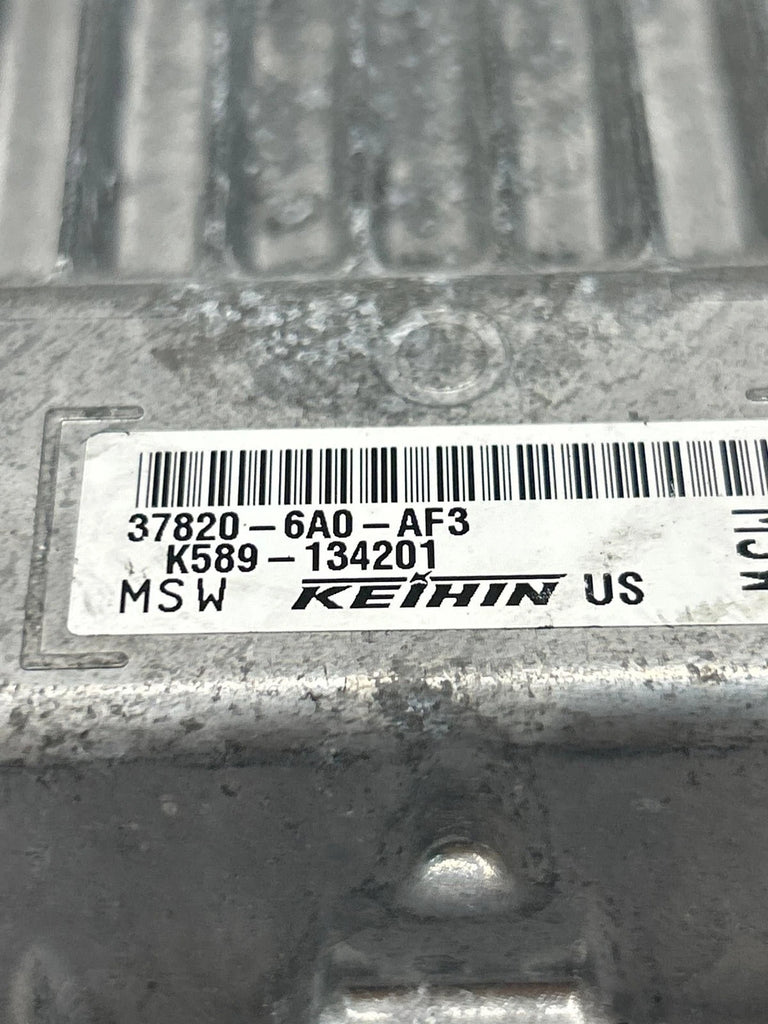 37820-6A0-AF3
K589-134201
MSW KEIHIN US